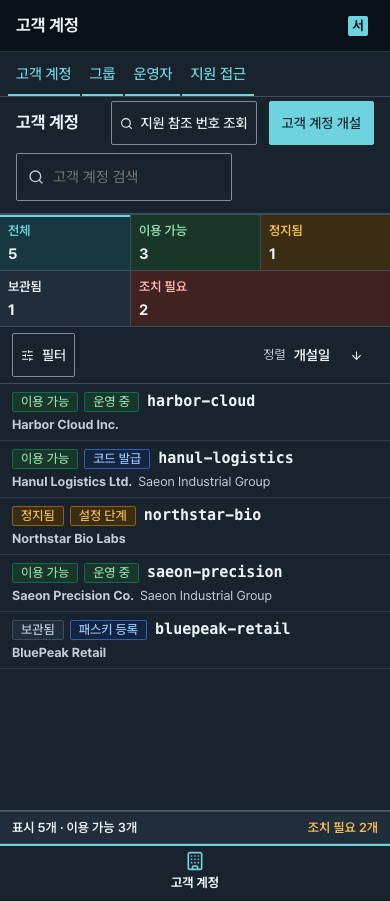 고객 계정
서
고객 계정 그룹 운영자 지원 접근
고객 계정 지원 참조 번호 조회 고객 계정 개설
고객 계정 검색
전체 이용 가능 정지됨
5 3 1
보관됨 조치 필요
1 2
필터 정렬 개설일
이용 가능 운영 중 harbor-cloud
Harbor Cloud Inc.
이용 가능 코드 발급 hanul-logistics
Hanul Logistics Ltd. Saeon Industrial Group
정지됨 설정 단계 northstar-bio
Northstar Bio Labs
이용 가능 운영 중 saeon-precision
Saeon Precision Co. Saeon Industrial Group
보관됨 패스키 등록 bluepeak-retail
BluePeak Retail
표시 5개 · 이용 가능 3개 조치 필요 2개
고객 계정